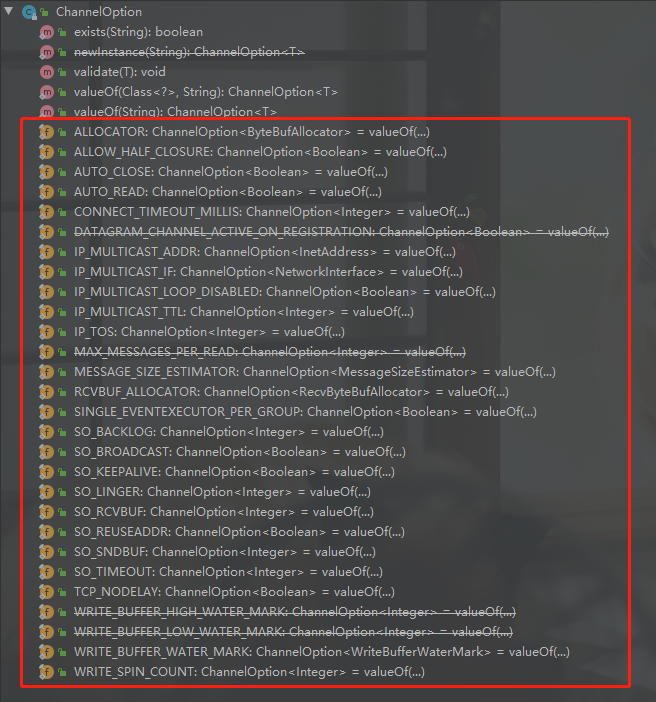 ChannelOption
exists(String): boolean
newInstance(String): ChannelOption<T>
validate(T): void
valueOf(Class<?>, String): ChannelOption<T>
valueOf(String): ChannelOption<T>
ALLOCATOR: ChannelOption<ByteBufAllocator> = valueOf(...)
ALLOW_HALF_CLOSURE: ChannelOption<Boolean> = valueOf(...)
AUTO_CLOSE: ChannelOption<Boolean> = valueOf(...)
AUTO_READ: ChannelOption<Boolean> = valueOf(...)
CONNECT_TIMEOUT_MILLIS: ChannelOption<Integer> = valueOf(...)
DATAGRAM_CHANNEL_ACTIVE_ON_REGISTRATION: ChannelOption<Boolean> = valueOf(...)
IP_MULTICAST_ADDR: ChannelOption<InetAddress> = valueOf(...)
IP_MULTICAST_IF: ChannelOption<NetworkInterface> = valueOf(...)
IP_MULTICAST_LOOP_DISABLED: ChannelOption<Boolean> = valueOf(...)
IP_MULTICAST_TTL: ChannelOption<Integer> = valueOf(...)
IP_TOS: ChannelOption<Integer> = valueOf(...)
MAX_MESSAGES_PER_READ: ChannelOption<Integer> = valueOf(...)
MESSAGE_SIZE_ESTIMATOR: ChannelOption<MessageSizeEstimator> = valueOf(...)
RCVBUF_ALLOCATOR: ChannelOption<RecvByteBufAllocator> = valueOf(...)
SINGLE_EVENTEXECUTOR_PER_GROUP: ChannelOption<Boolean> = valueOf(...)
SO_BACKLOG: ChannelOption<Integer> = valueOf(...)
SO_BROADCAST: ChannelOption<Boolean> = valueOf(...)
SO_KEEPALIVE: ChannelOption<Boolean> = valueOf(...)
SO_LINGER: ChannelOption<Integer> = valueOf(...)
SO_RCVBUF: ChannelOption<Integer> = valueOf(...)
SO_REUSEADDR: ChannelOption<Boolean> = valueOf(...)
SO_SNDBUF: ChannelOption<Integer> = valueOf(...)
SO_TIMEOUT: ChannelOption<Integer> = valueOf(...)
TCP_NODELAY: ChannelOption<Boolean> = valueOf(...)
WRITE_BUFFER_HIGH_WATER_MARK: ChannelOption<Integer> = valueOf(...)
WRITE_BUFFER_LOW_WATER_MARK: ChannelOption<Integer> = valueOf(...)
WRITE_BUFFER_WATER_MARK: ChannelOption<WriteBufferWaterMark> = valueOf(...)
WRITE_SPIN_COUNT: ChannelOption<Integer> = valueOf(...)